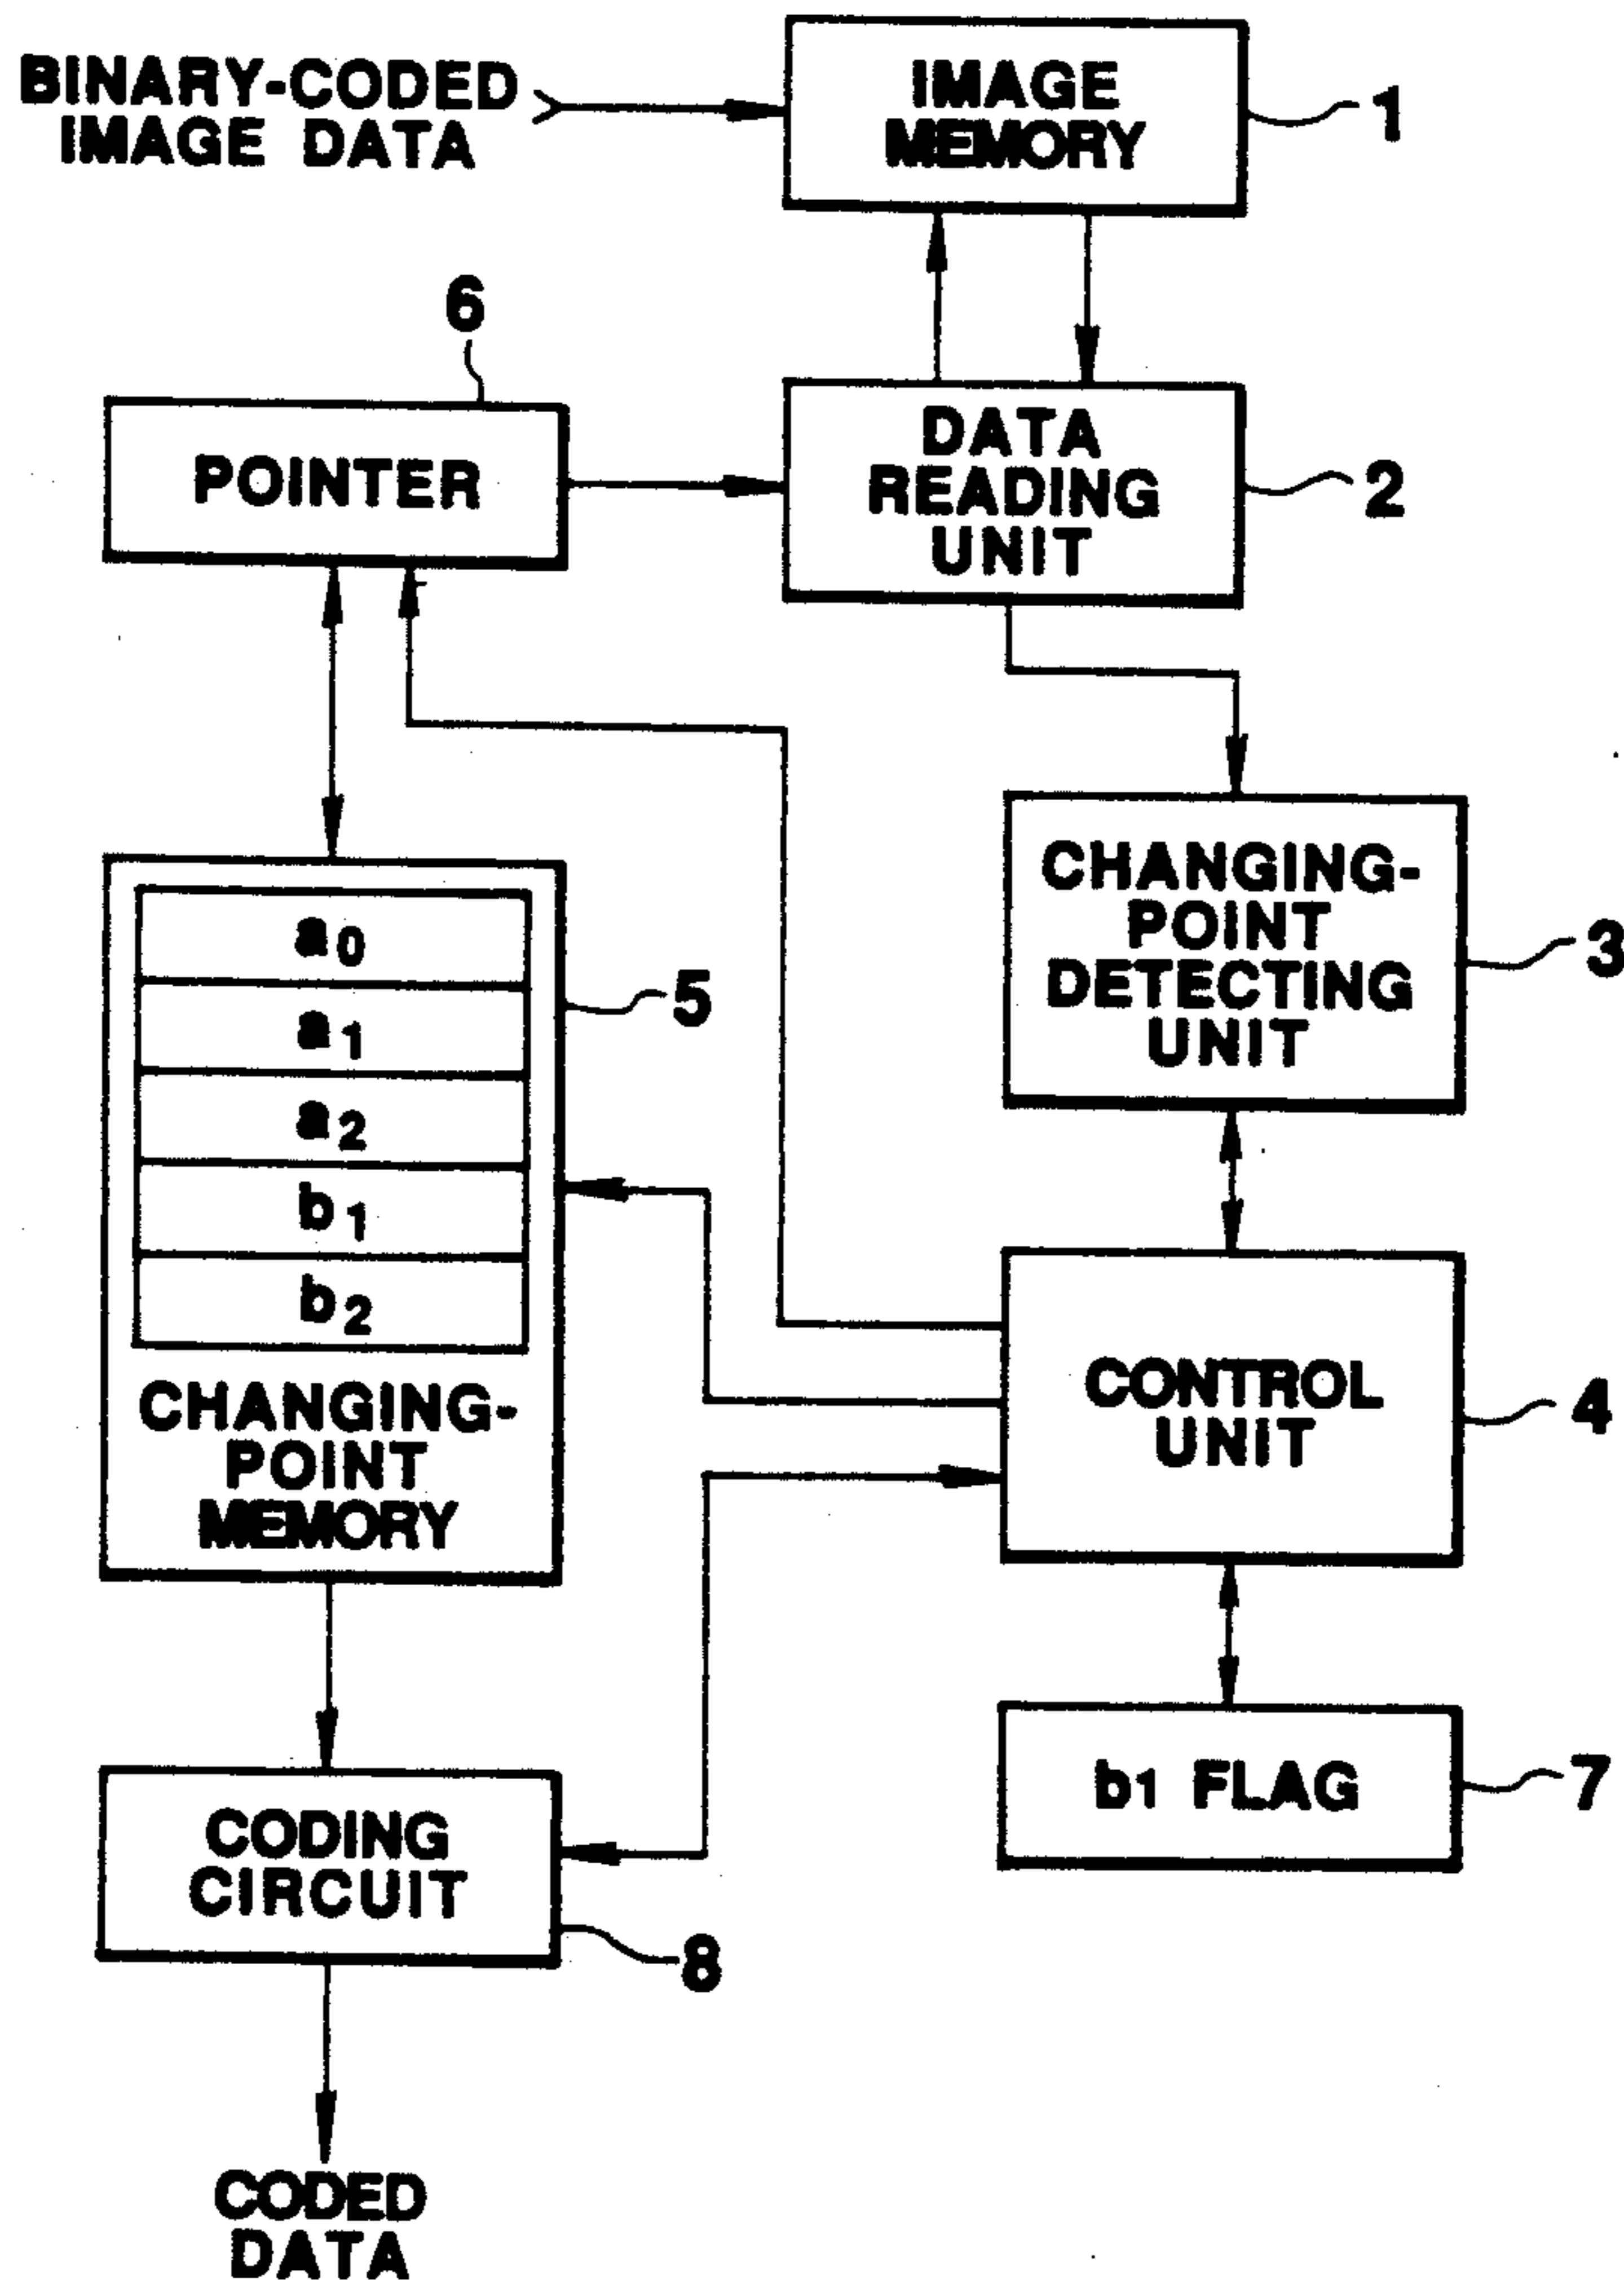 BINARY-CODED
IMAGE DATA
IMAGE
MEMORY
1
6
POINTER
DATA
READING
UNIT
2
CHANGING-
POINT
DETECTING
UNIT
3
a0
a1
a2
b1
b2
5
CHANGING-
POINT
MEMORY
CONTROL
UNIT
4
b1 FLAG
7
CODING
CIRCUIT
8
CODED
DATA